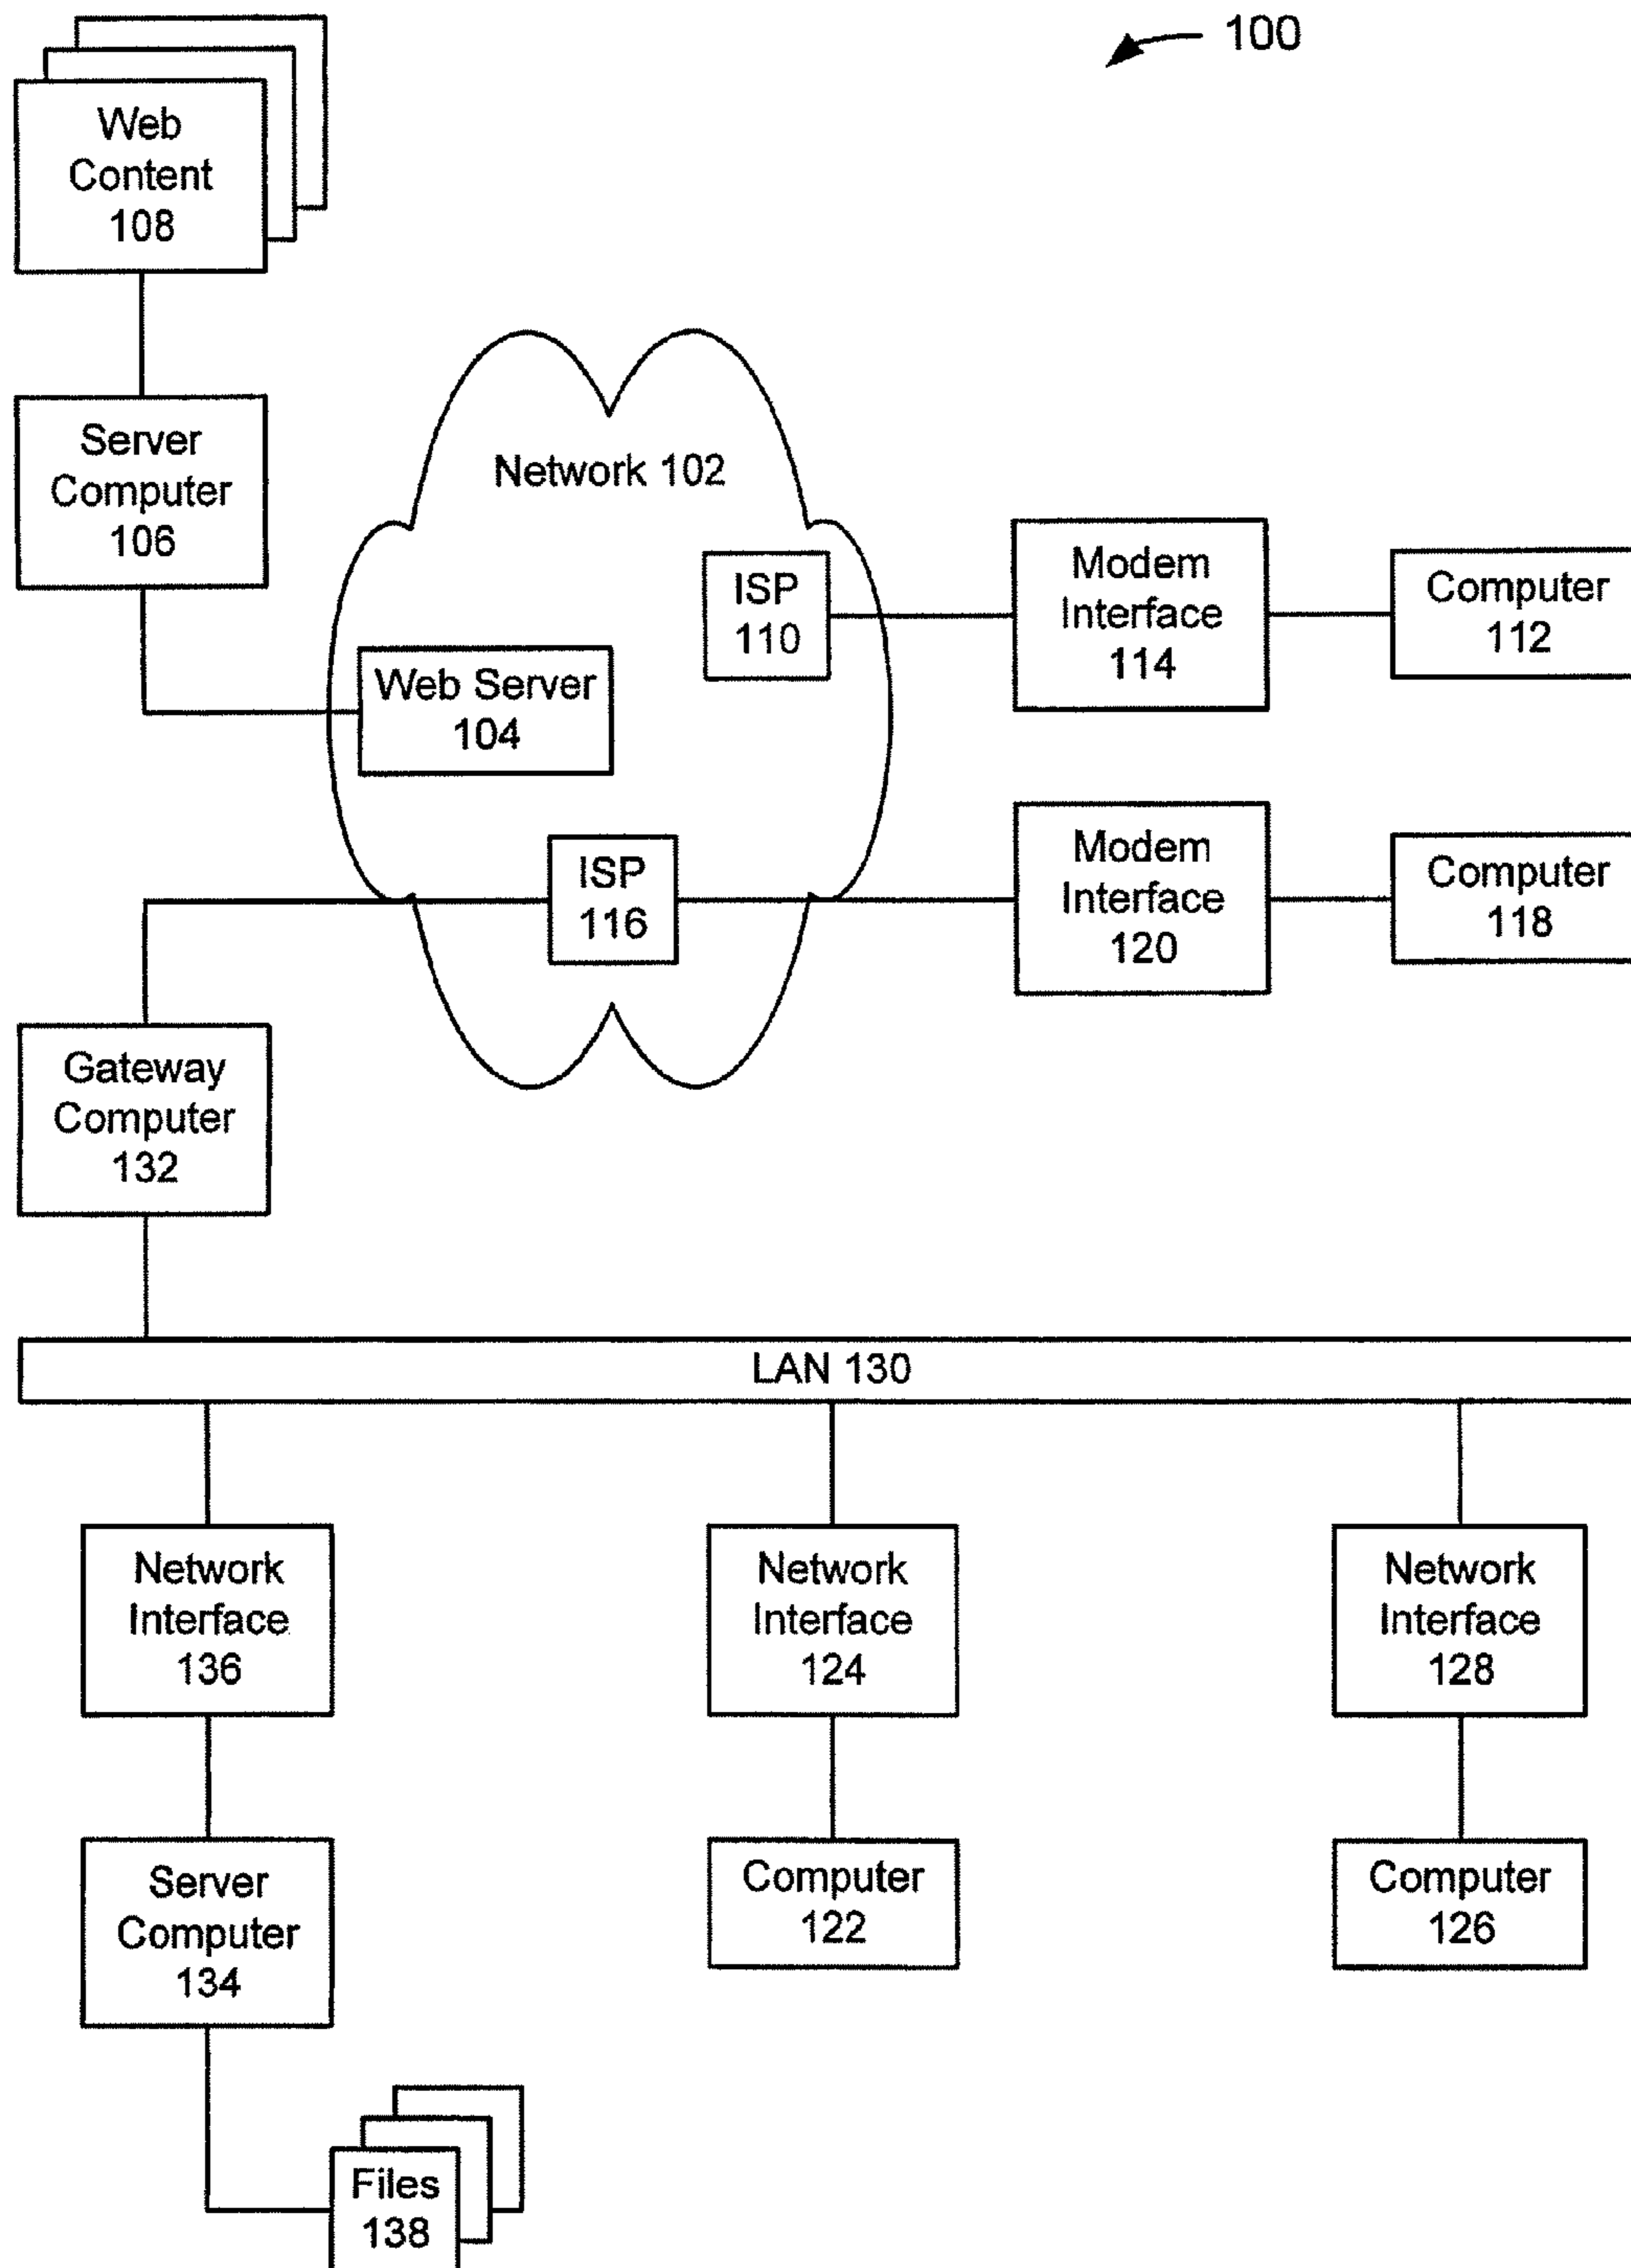 100
Web
Content
108
Server
Computer
106
Network 102
ISP
110
Modem
Interface
114
Computer
112
Web Server
104
ISP
116
Modem
Interface
120
Computer
118
Gateway
Computer
132
LAN 130
Network
Interface
136
Network
Interface
124
Network
Interface
128
Server
Computer
134
Computer
122
Computer
126
Files
138